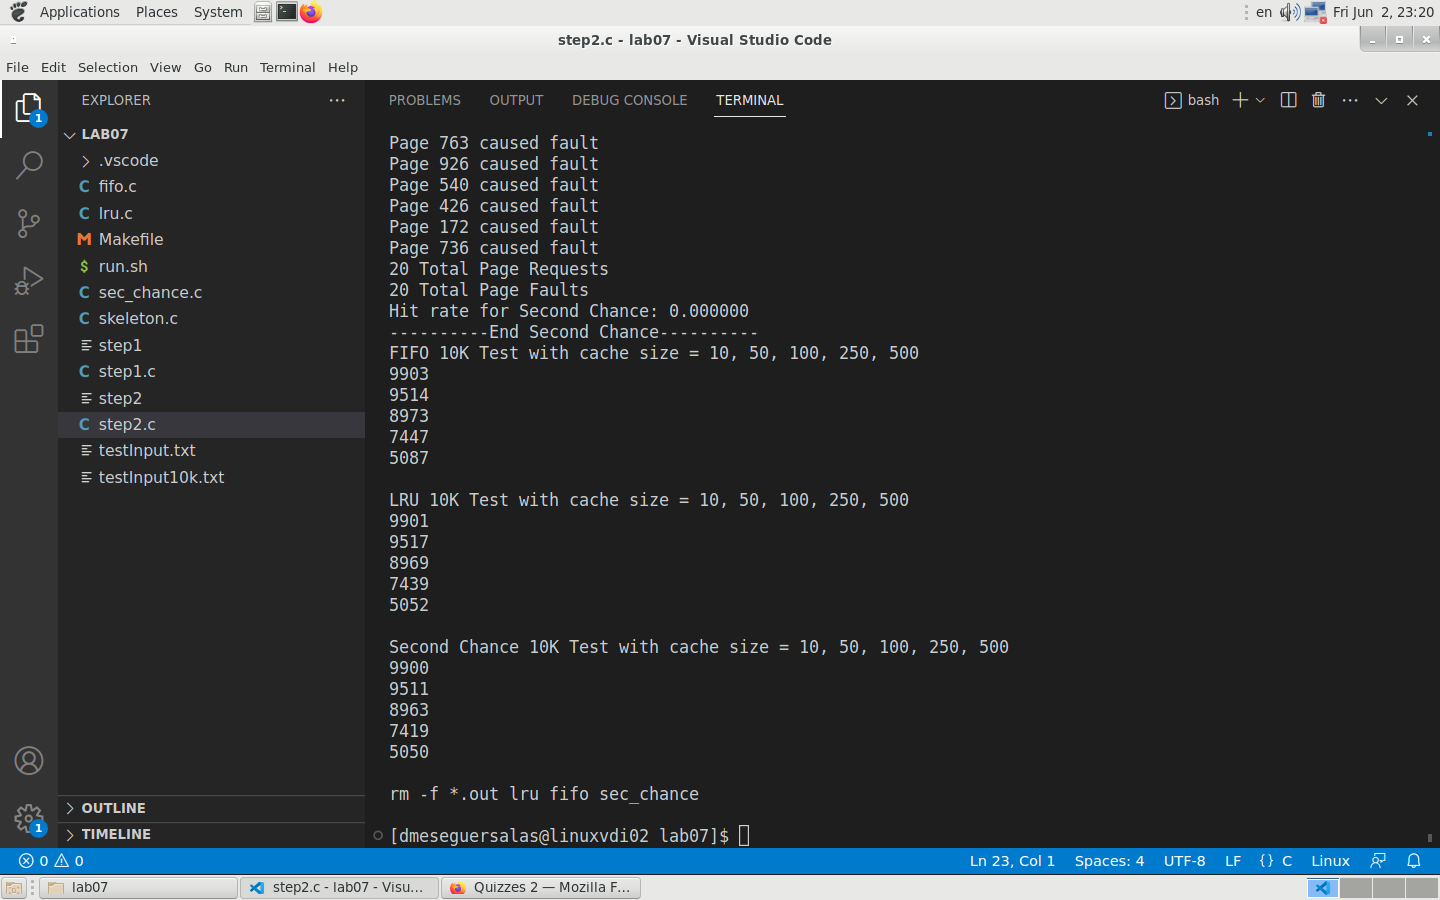 Applications Places System
en Fri Jun 2, 23:20
step2.c - lab07 - Visual Studio Code
File Edit Selection View Go Run Terminal Help
EXPLORER
PROBLEMS OUTPUT DEBUG CONSOLE TERMINAL
bash
1
LAB07
.vscode
C fifo.c
C lru.c
M Makefile
$ run.sh
C sec_chance.c
C skeleton.c
step1
C step1.c
step2
C step2.c
testInput.txt
testInput10k.txt
OUTLINE
1
TIMELINE
Page 763 caused fault
Page 926 caused fault
Page 540 caused fault
Page 426 caused fault
Page 172 caused fault
Page 736 caused fault
20 Total Page Requests
20 Total Page Faults
Hit rate for Second Chance: 0.000000
----------End Second Chance----------
FIFO 10K Test with cache size = 10, 50, 100, 250, 500
9903
9514
8973
7447
5087
LRU 10K Test with cache size = 10, 50, 100, 250, 500
9901
9517
8969
7439
5052
Second Chance 10K Test with cache size = 10, 50, 100, 250, 500
9900
9511
8963
7419
5050
rm -f *.out lru fifo sec_chance
[dmeseguersalas@linuxvdi02 lab07]$
0 0
Ln 23, Col 1 Spaces: 4 UTF-8 LF {} C Linux
lab07
step2.c - lab07 - Visu...
Quizzes 2 — Mozilla F...